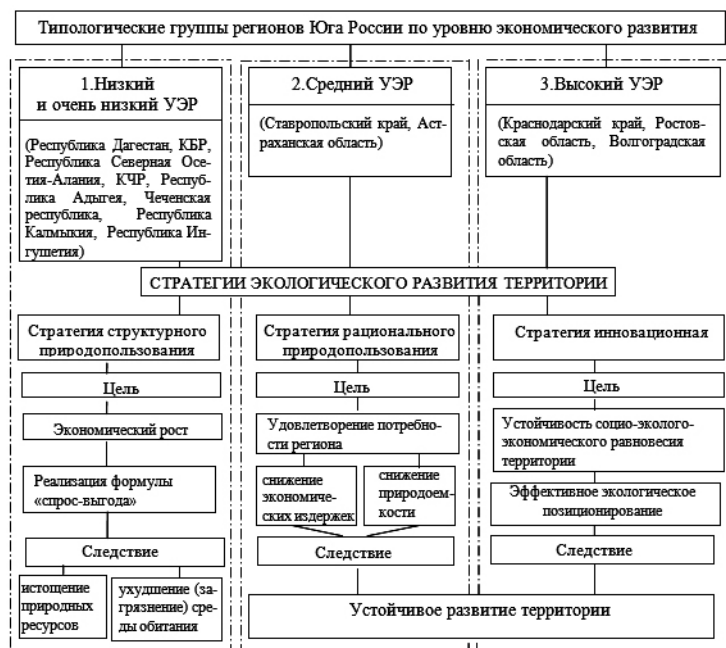 Типологические группы регионов Юга России по уровню экономического развития
1.Низкий
и очень низкий УЭР
(Республика Дагестан, КБР,
Республика Северная Осе-
тия-Алания, КЧР, Респуб-
лика Адыгея, Чеченская
республика, Республика
Калмыкия, Республика Ин-
гушетия)
2.Средний УЭР
(Ставропольский край, Аст-
раханская область)
3.Высокий УЭР
(Краснодарский край, Ростов-
ская область, Волгоградская
область)
СТРАТЕГИИ ЭКОЛОГИЧЕСКОГО РАЗВИТИЯ ТЕРРИТОРИИ
Стратегия структурного
природопользования
Цель
Экономический рост
Реализация формулы
«спрос-выгода»
Следствие
истощение
природных
ресурсов
ухудшение (за-
грязнение) сре-
ды обитания
Стратегия рационального
природопользования
Цель
Удовлетворение потребно-
сти региона
снижение
экономичес-
ских издержек
снижение
природоем-
кости
Следствие
Стратегия инновационная
Цель
Устойчивость социо-эколого-
экономического равновесия
территории
Эффективное экологическое
позиционирование
Следствие
Устойчивое развитие территории